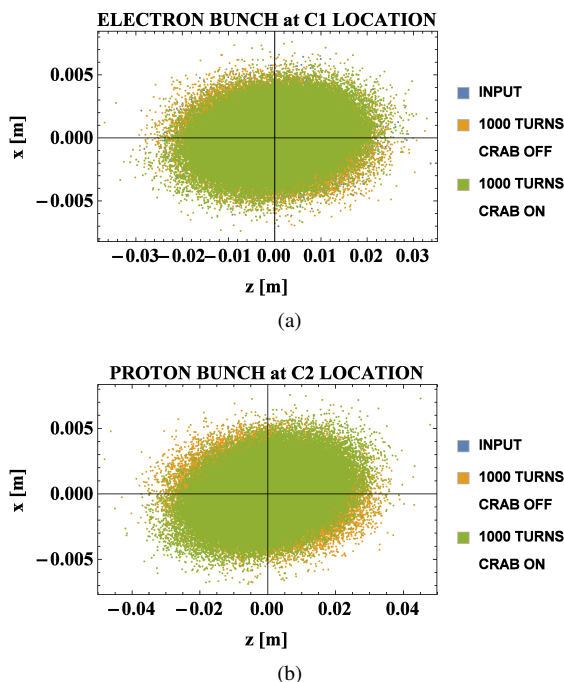 ELECTRON BUNCH at C1 LOCATION
x [m]
0.005
0.000
−0.005
−0.03 −0.02 −0.01 0.00 0.01 0.02 0.03
z [m]
INPUT
1000 TURNS
CRAB OFF
1000 TURNS
CRAB ON
(a)
PROTON BUNCH at C2 LOCATION
x [m]
0.005
0.000
−0.005
−0.04 −0.02 0.00 0.02 0.04
z [m]
INPUT
1000 TURNS
CRAB OFF
1000 TURNS
CRAB ON
(b)